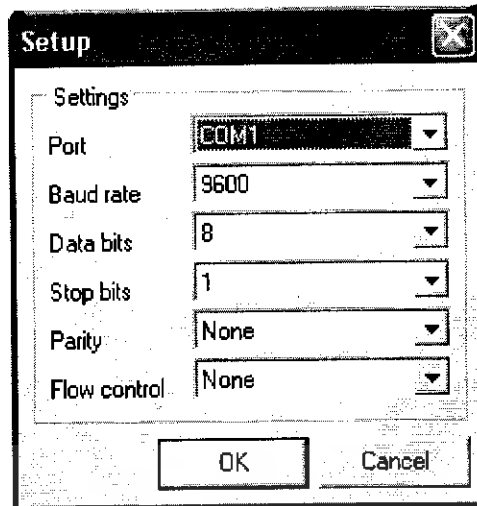 Setup
Settings
Port COM1
Baud rate 9600
Data bits 8
Stop bits 1
Parity None
Flow control None
OK Cancel